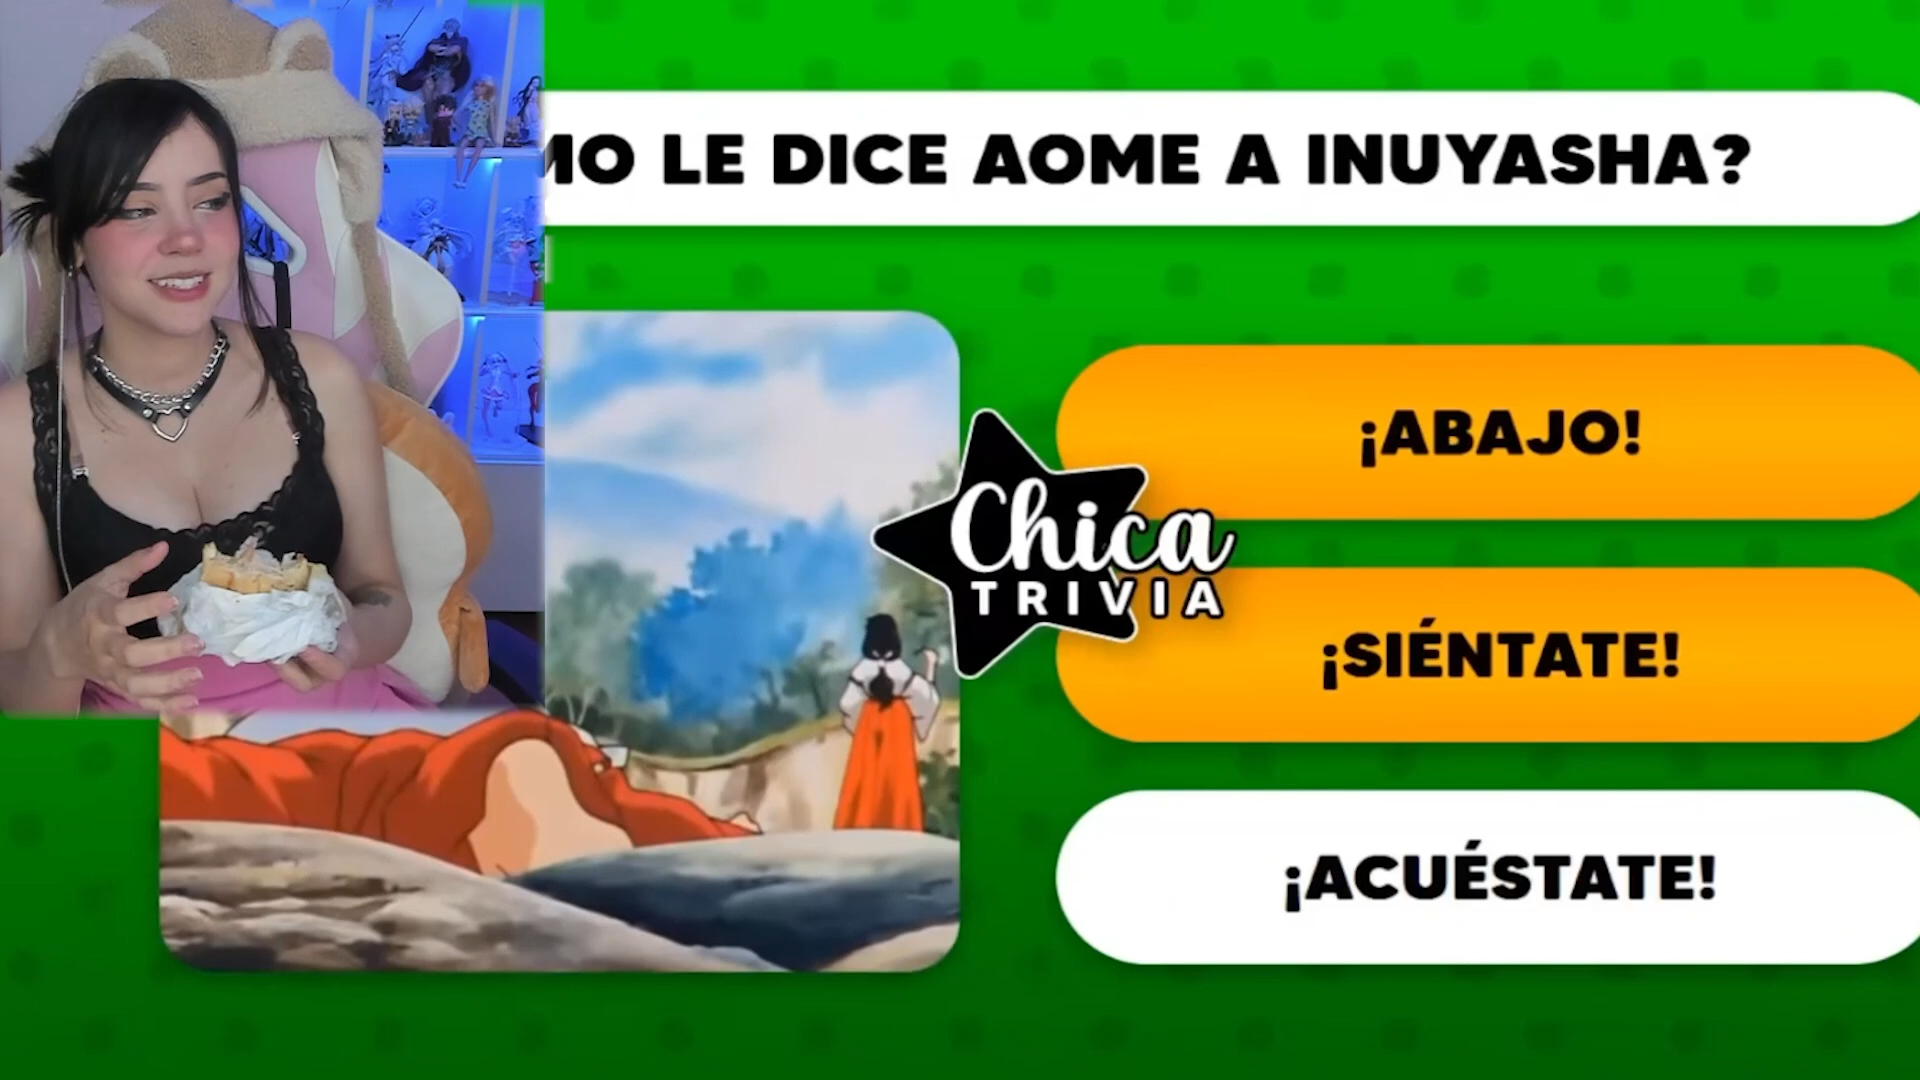 MO LE DICE AOME A INUYASHA?
¡ABAJO!
Chica
TRIVIA
¡SIÉNTATE!
¡ACUÉSTATE!